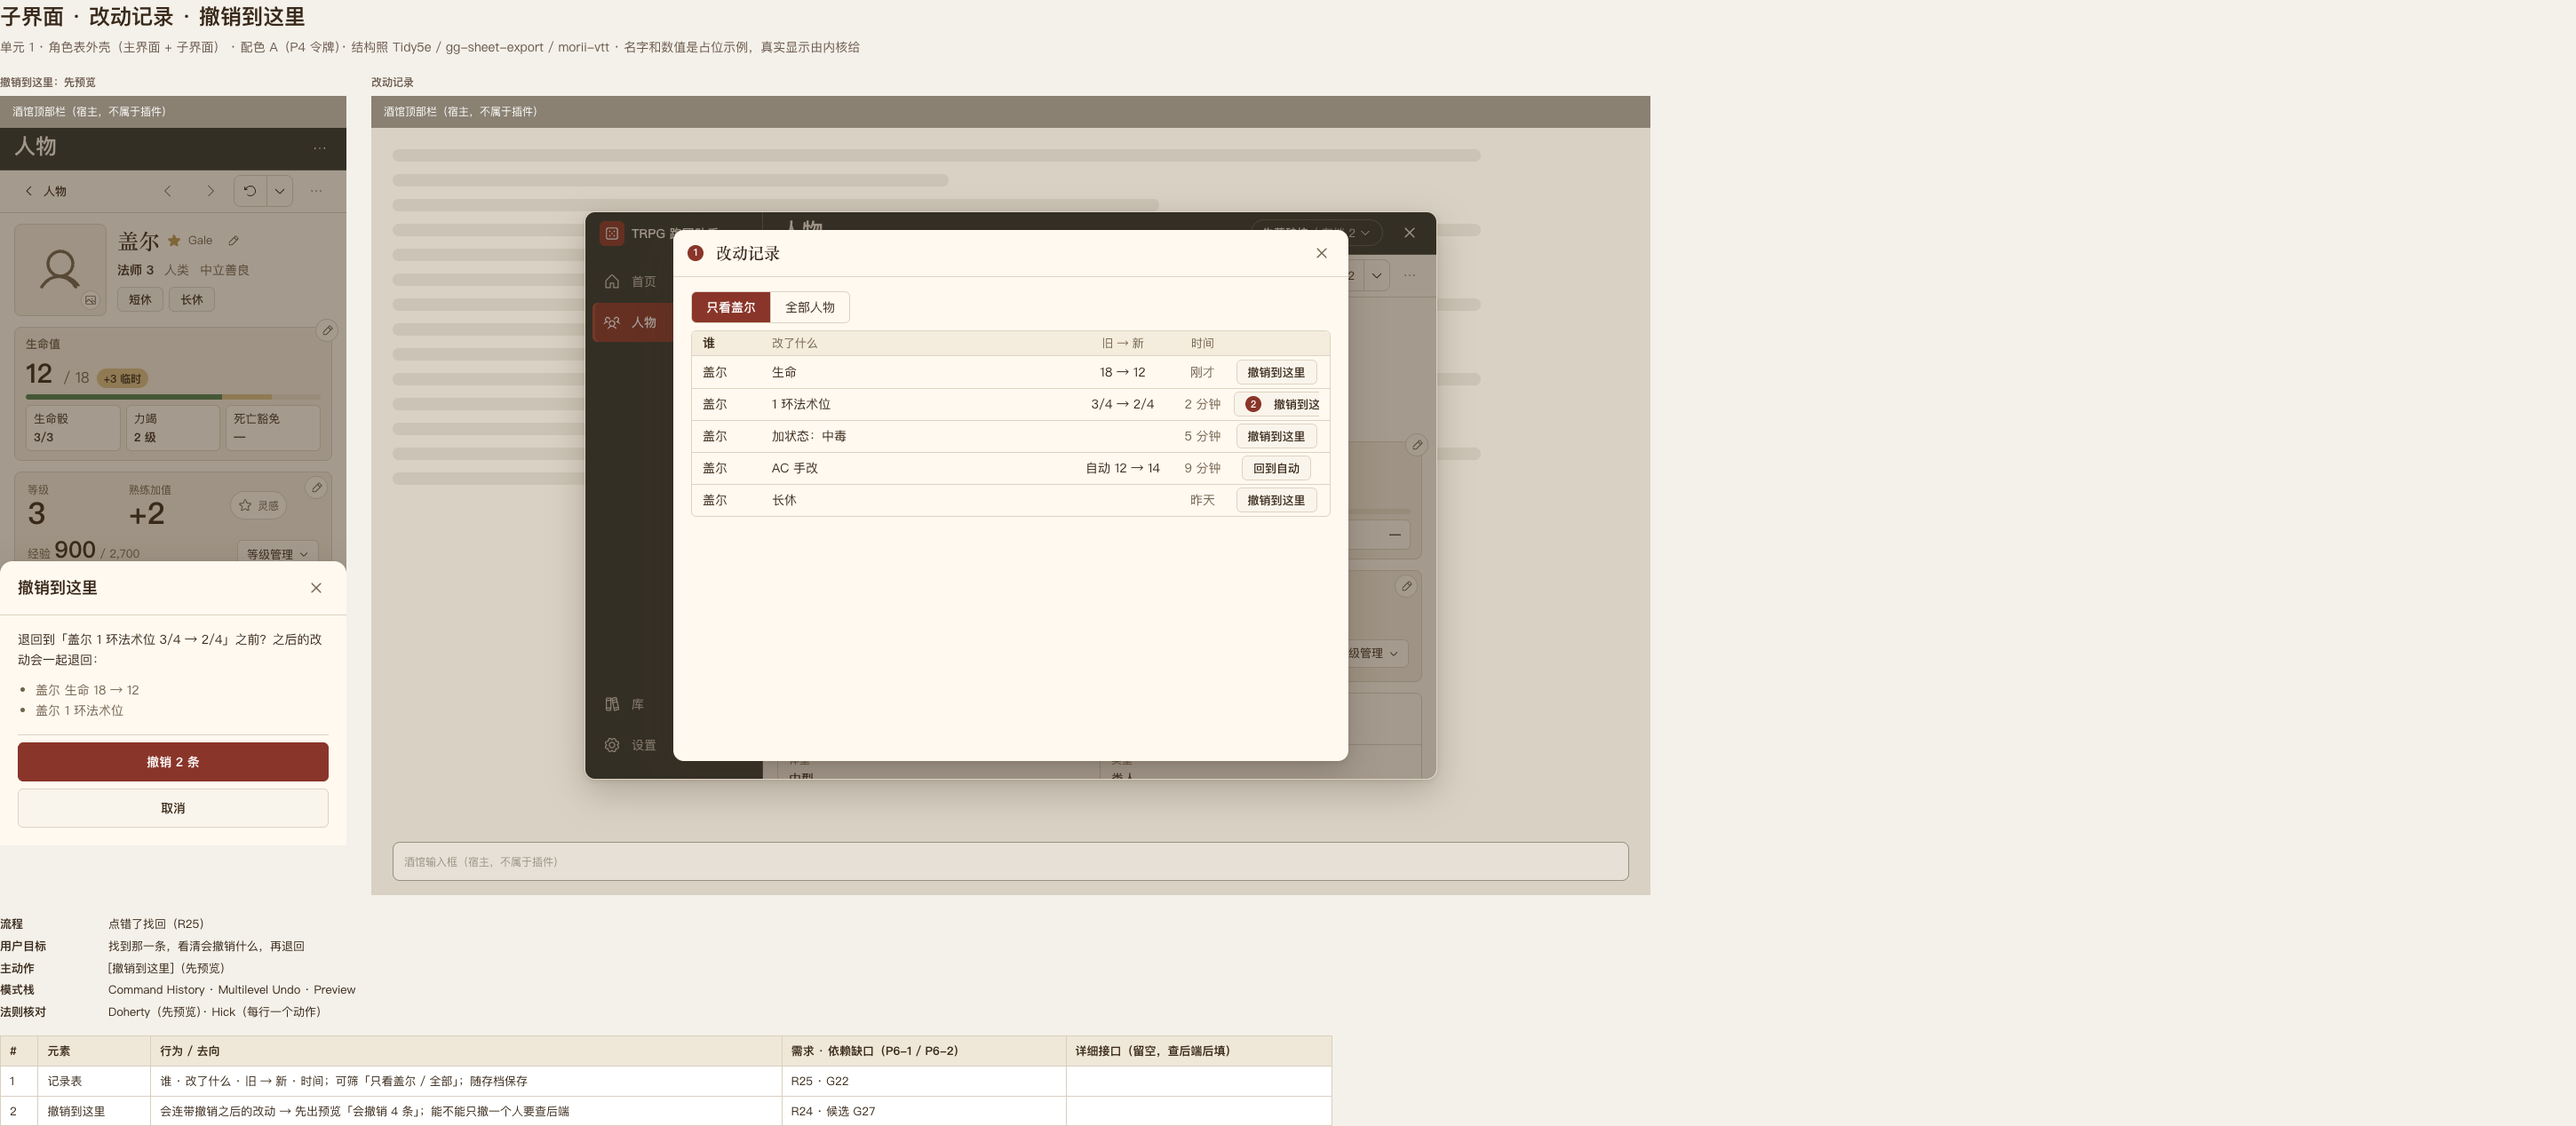 子界面 · 改动记录 · 撤销到这里
单元 1 · 角色表外壳（主界面 + 子界面） · 配色 A（P4 令牌）· 结构照 Tidy5e / gg-sheet-export / morii-vtt · 名字和数值是占位示例，真实显示由内核给
撤销到这里：先预览
酒馆顶部栏（宿主，不属于插件）
人物
人物
盖尔 Gale
法师 3 人类 中立善良
短休 长休
生命值
12 / 18 +3 临时
生命骰 力竭 死亡豁免
3/3 2 级 —
等级 熟练加值 灵感
3 +2
经验 900 / 2,700 等级管理
撤销到这里
退回到「盖尔 1 环法术位 3/4 → 2/4」之前？之后的改
动会一起退回：
• 盖尔 生命 18 → 12
• 盖尔 1 环法术位
撤销 2 条
取消
改动记录
酒馆顶部栏（宿主，不属于插件）
TRPG
2
首页
人物
库
设置
2
级管理
—
1 改动记录
只看盖尔 全部人物
谁 改了什么 旧 → 新 时间
盖尔 生命 18 → 12 刚才 撤销到这里
盖尔 1 环法术位 3/4 → 2/4 2 分钟 2 撤销到这
盖尔 加状态：中毒 5 分钟 撤销到这里
盖尔 AC 手改 自动 12 → 14 9 分钟 回到自动
盖尔 长休 昨天 撤销到这里
酒馆输入框（宿主，不属于插件）
流程 点错了找回（R25）
用户目标 找到那一条，看清会撤销什么，再退回
主动作 [撤销到这里]（先预览）
模式栈 Command History · Multilevel Undo · Preview
法则核对 Doherty（先预览）· Hick（每行一个动作）
# 元素 行为 / 去向 需求 · 依赖缺口（P6-1 / P6-2） 详细接口（留空，查后端后填）
1 记录表 谁 · 改了什么 · 旧 → 新 · 时间；可筛「只看盖尔 / 全部」；随存档保存 R25 · G22
2 撤销到这里 会连带撤销之后的改动 → 先出预览「会撤销 4 条」；能不能只撤一个人要查后端 R24 · 候选 G27